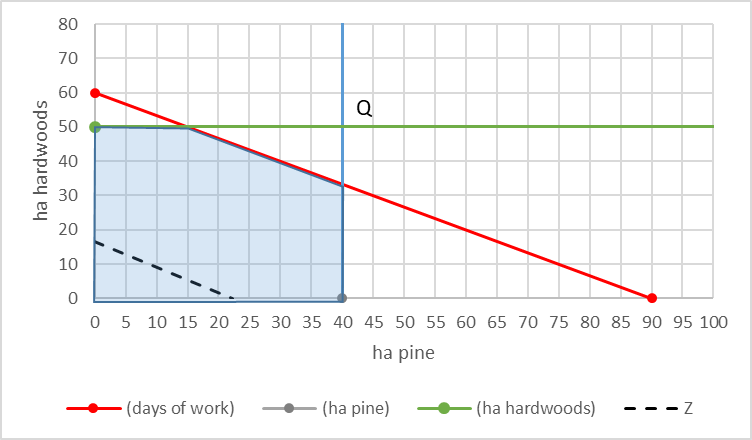 80
70
60
50
40
30
20
10
0
ha hardwoods
Q
0 5 10 15 20 25 30 35 40 45 50 55 60 65 70 75 80 85 90 95 100
ha pine
(days of work) (ha pine) (ha hardwoods) Z